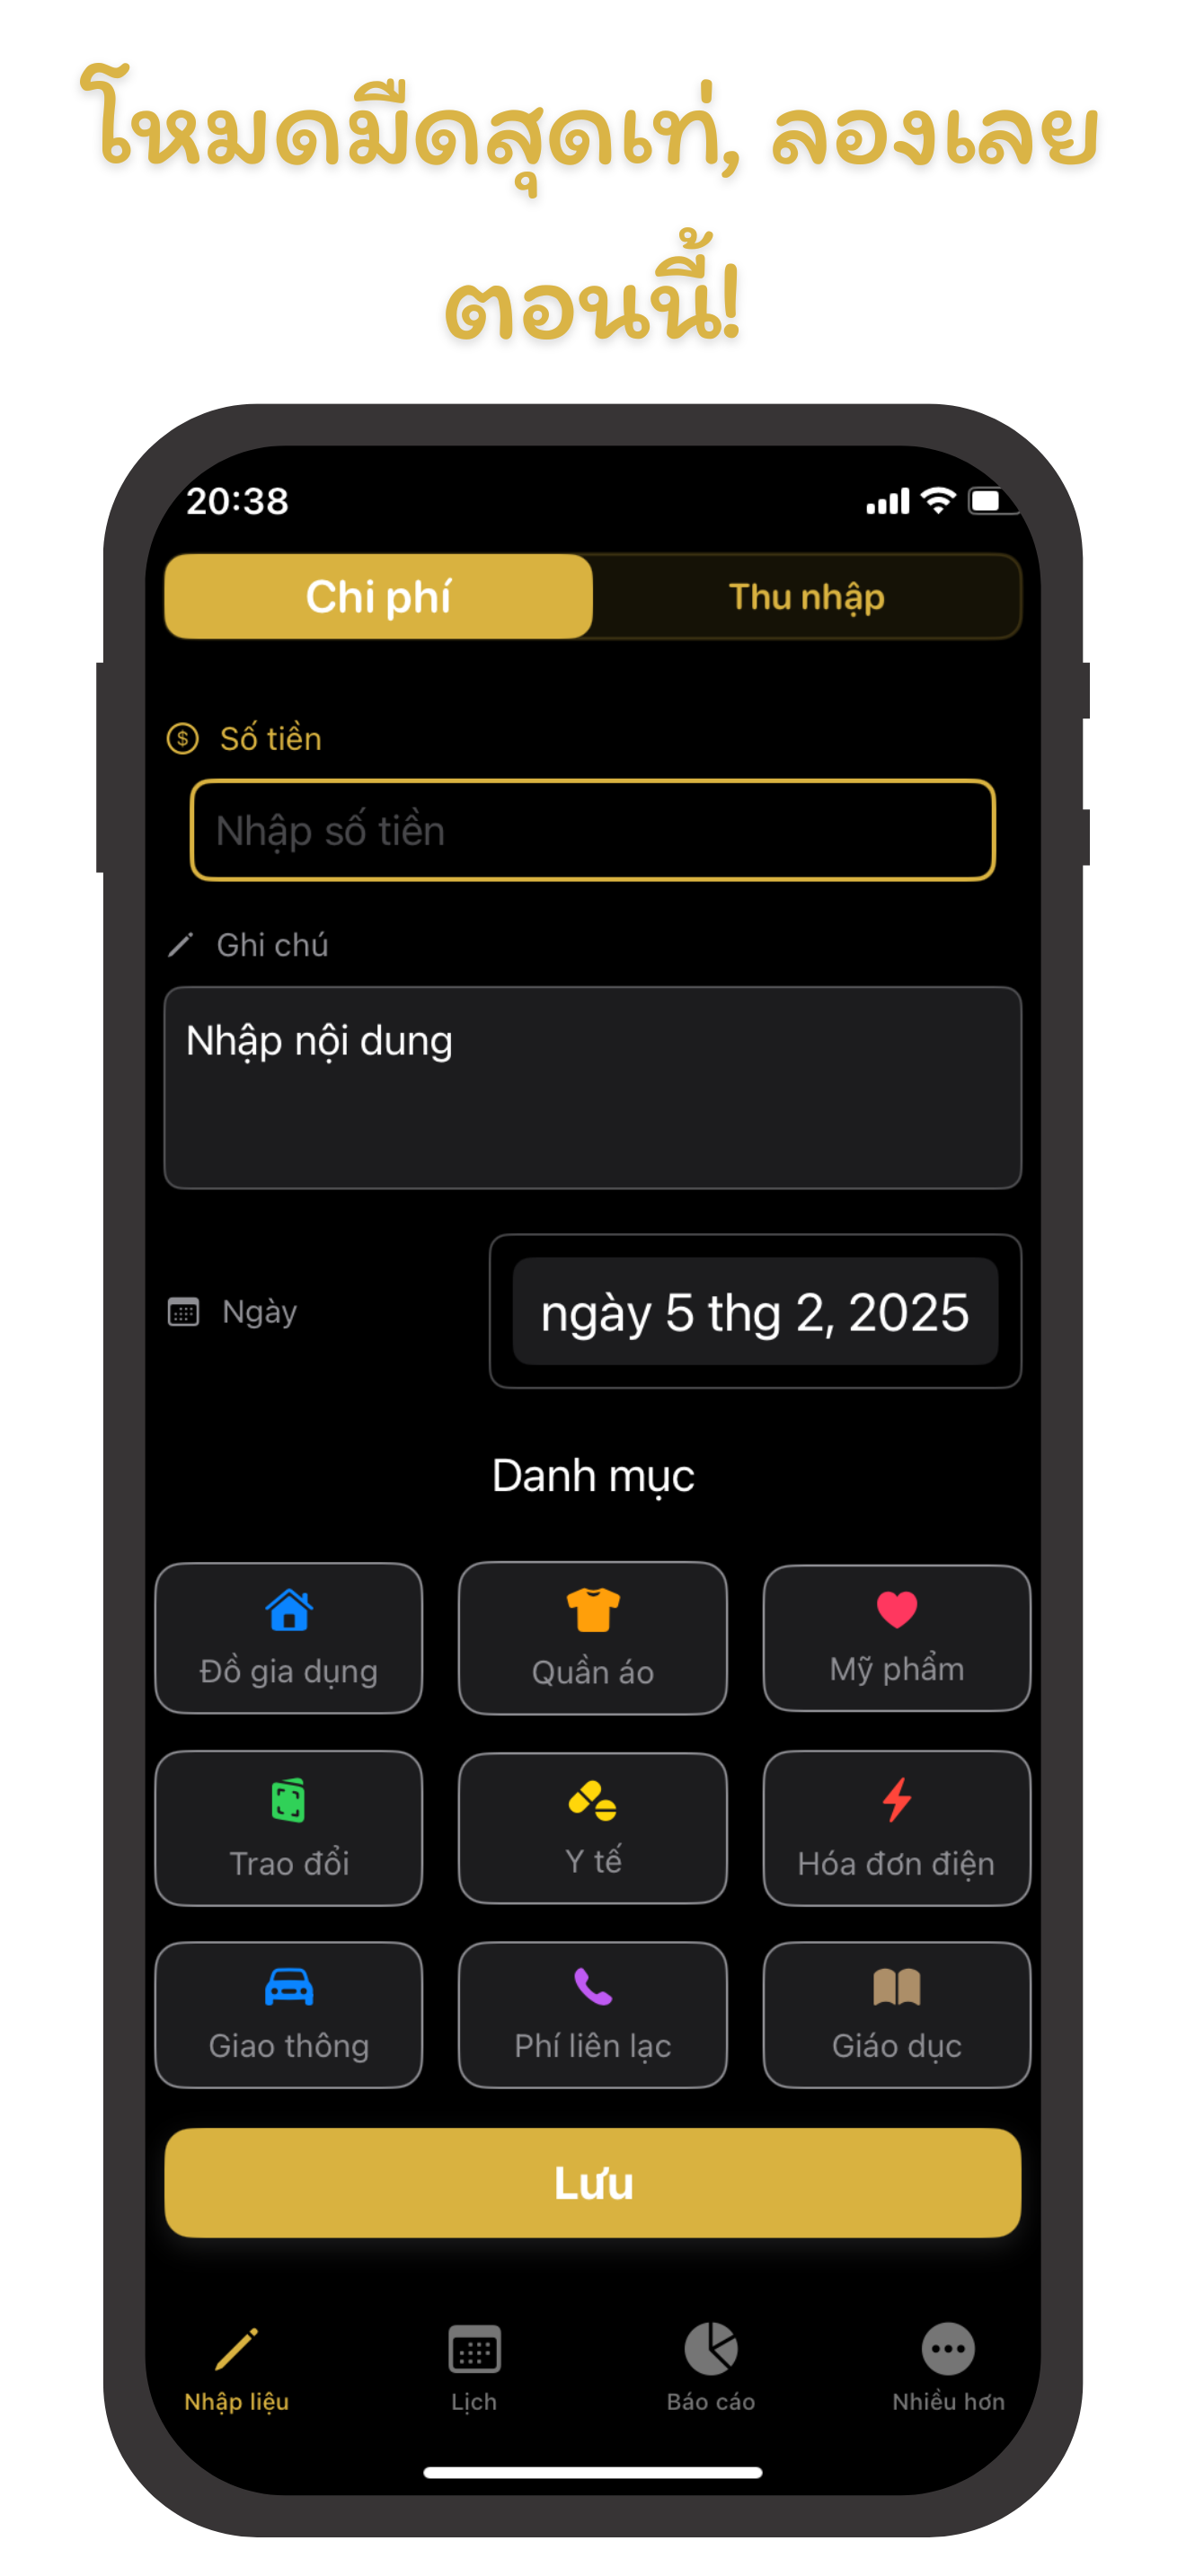 โหมดมืดสุดเท่, ลองเลย
ตอนนี้!
20:38
Chi phí
Thu nhập
Số tiền
Nhập số tiền
Ghi chú
Nhập nội dung
Ngày
ngày 5 thg 2, 2025
Danh mục
Đồ gia dụng
Quần áo
Mỹ phẩm
Trao đổi
Y tế
Hóa đơn điện
Giao thông
Phí liên lạc
Giáo dục
Lưu
Nhập liệu
Lịch
Báo cáo
Nhiều hơn